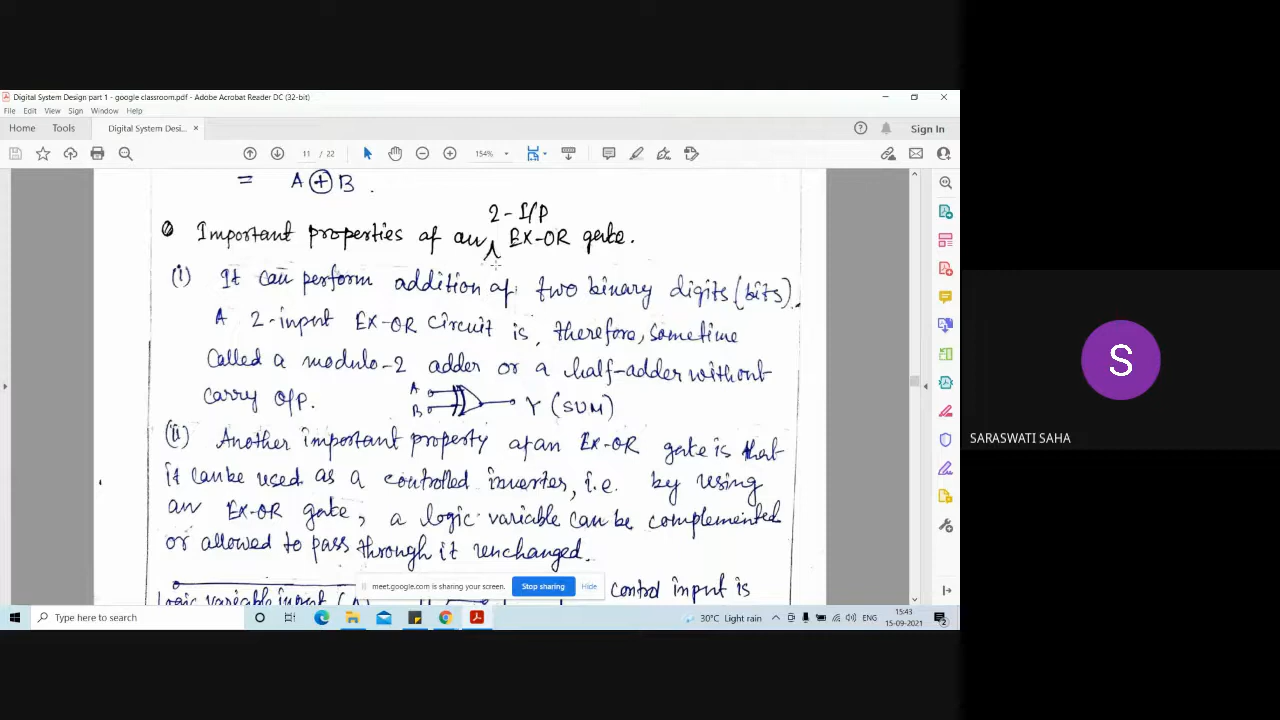 Digital System Design part 1 - google classroom.pdf - Adobe Acrobat Reader DC (32-bit)
File Edit View Sign Window Help
Home Tools Digital System Desi... × Sign In
11 / 22 154%
= A ⊕ B .
2-I/P
Important properties of an EX-OR gate.
(i) It can perform addition of two binary digits (bits).
A 2-input EX-OR circuit is, therefore, sometime
called a modulo-2 adder or a half-adder without
carry o/p.
A
B
Y (SUM)
(ii) Another important property of an EX-OR gate is that
it can be used as a controlled inverter, i.e. by using
an EX-OR gate, a logic variable can be complemented
or allowed to pass through it unchanged.
meet.google.com is sharing your screen. Stop sharing Hide
Control input is
Logic variable input (A)
Type here to search
30°C Light rain
ENG
15:43
15-09-2021
2
S
SARASWATI SAHA